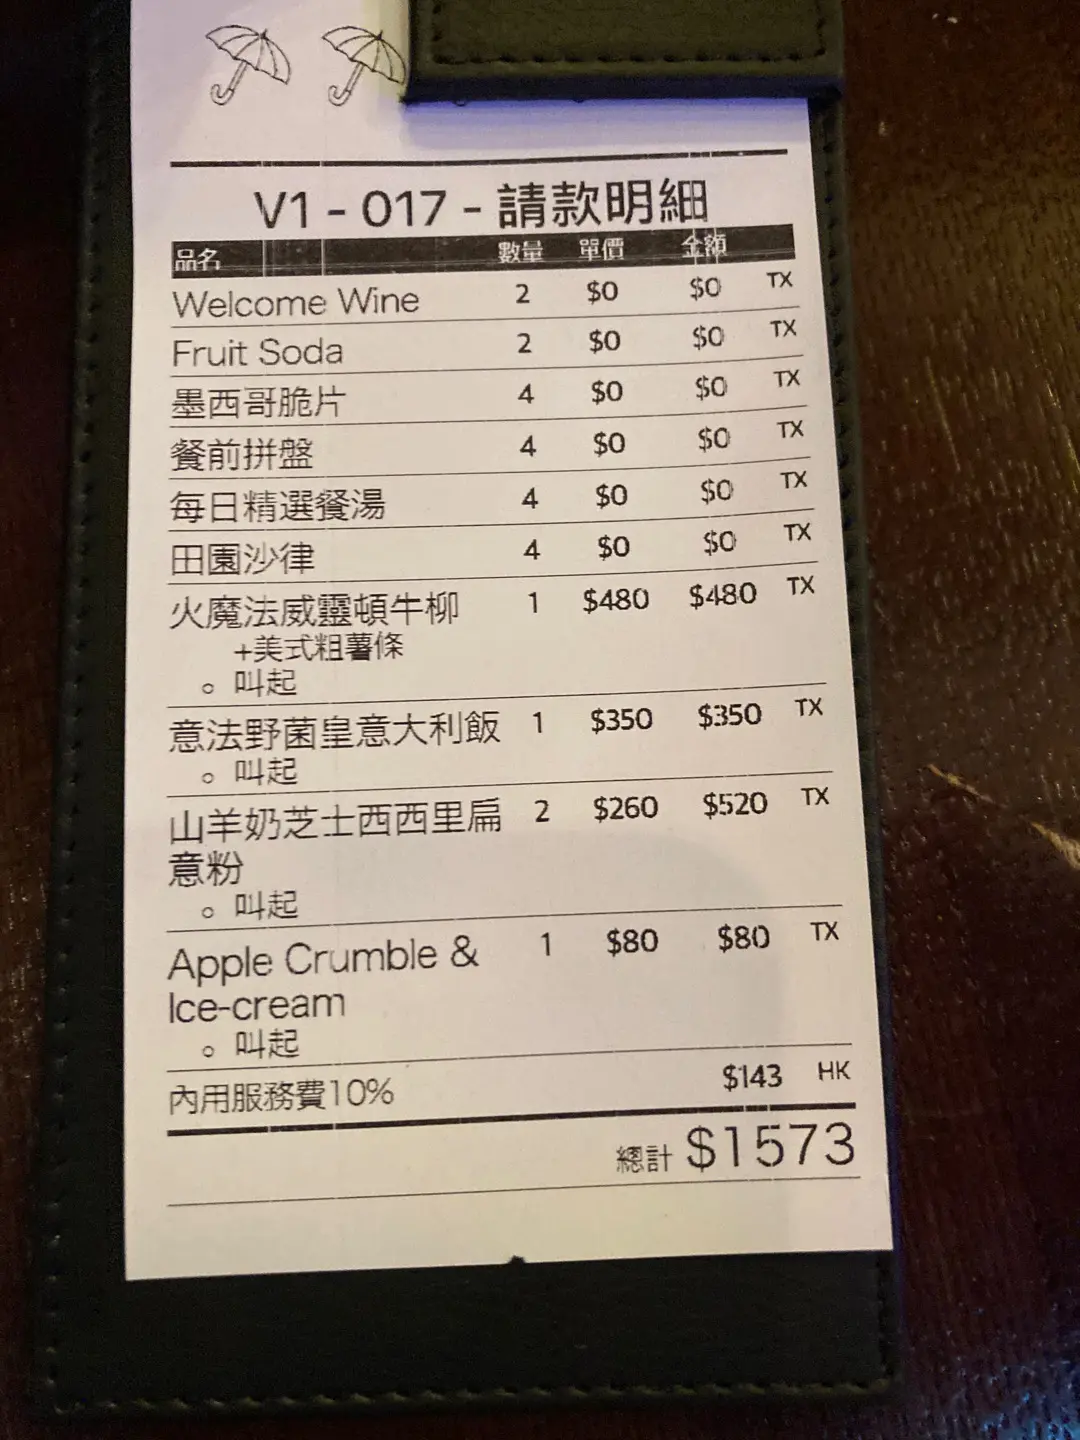 V1 - 017 - 請款明細
品名 數量 單價 金額
Welcome Wine 2 $0 $0 TX
Fruit Soda 2 $0 $0 TX
墨西哥脆片 4 $0 $0 TX
餐前拼盤 4 $0 $0 TX
每日精選餐湯 4 $0 $0 TX
田園沙律 4 $0 $0 TX
火魔法威靈頓牛柳 1 $480 $480 TX
+美式粗薯條
。叫起
意法野菌皇意大利飯 1 $350 $350 TX
。叫起
山羊奶芝士西西里扁 2 $260 $520 TX
意粉
。叫起
Apple Crumble & 1 $80 $80 TX
Ice-cream
。叫起
內用服務費10% $143 HK
總計 $1573